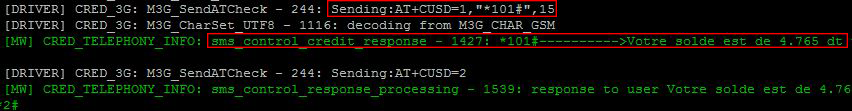 [DRIVER] CRED_3G: M3G_SendATCheck - 244: Sending:AT+CUSD=1,"*101#",15
[DRIVER] CRED_3G: M3G_CharSet_UTF8 - 1116: decoding from M3G_CHAR_GSM
[MW] CRED_TELEPHONY_INFO: sms_control_credit_response - 1427: *101#---------->Votre solde est de 4.765 dt
[DRIVER] CRED_3G: M3G_SendATCheck - 244: Sending:AT+CUSD=2
[MW] CRED_TELEPHONY_INFO: sms_control_response_processing - 1539: response to user Votre solde est de 4.76
*2#